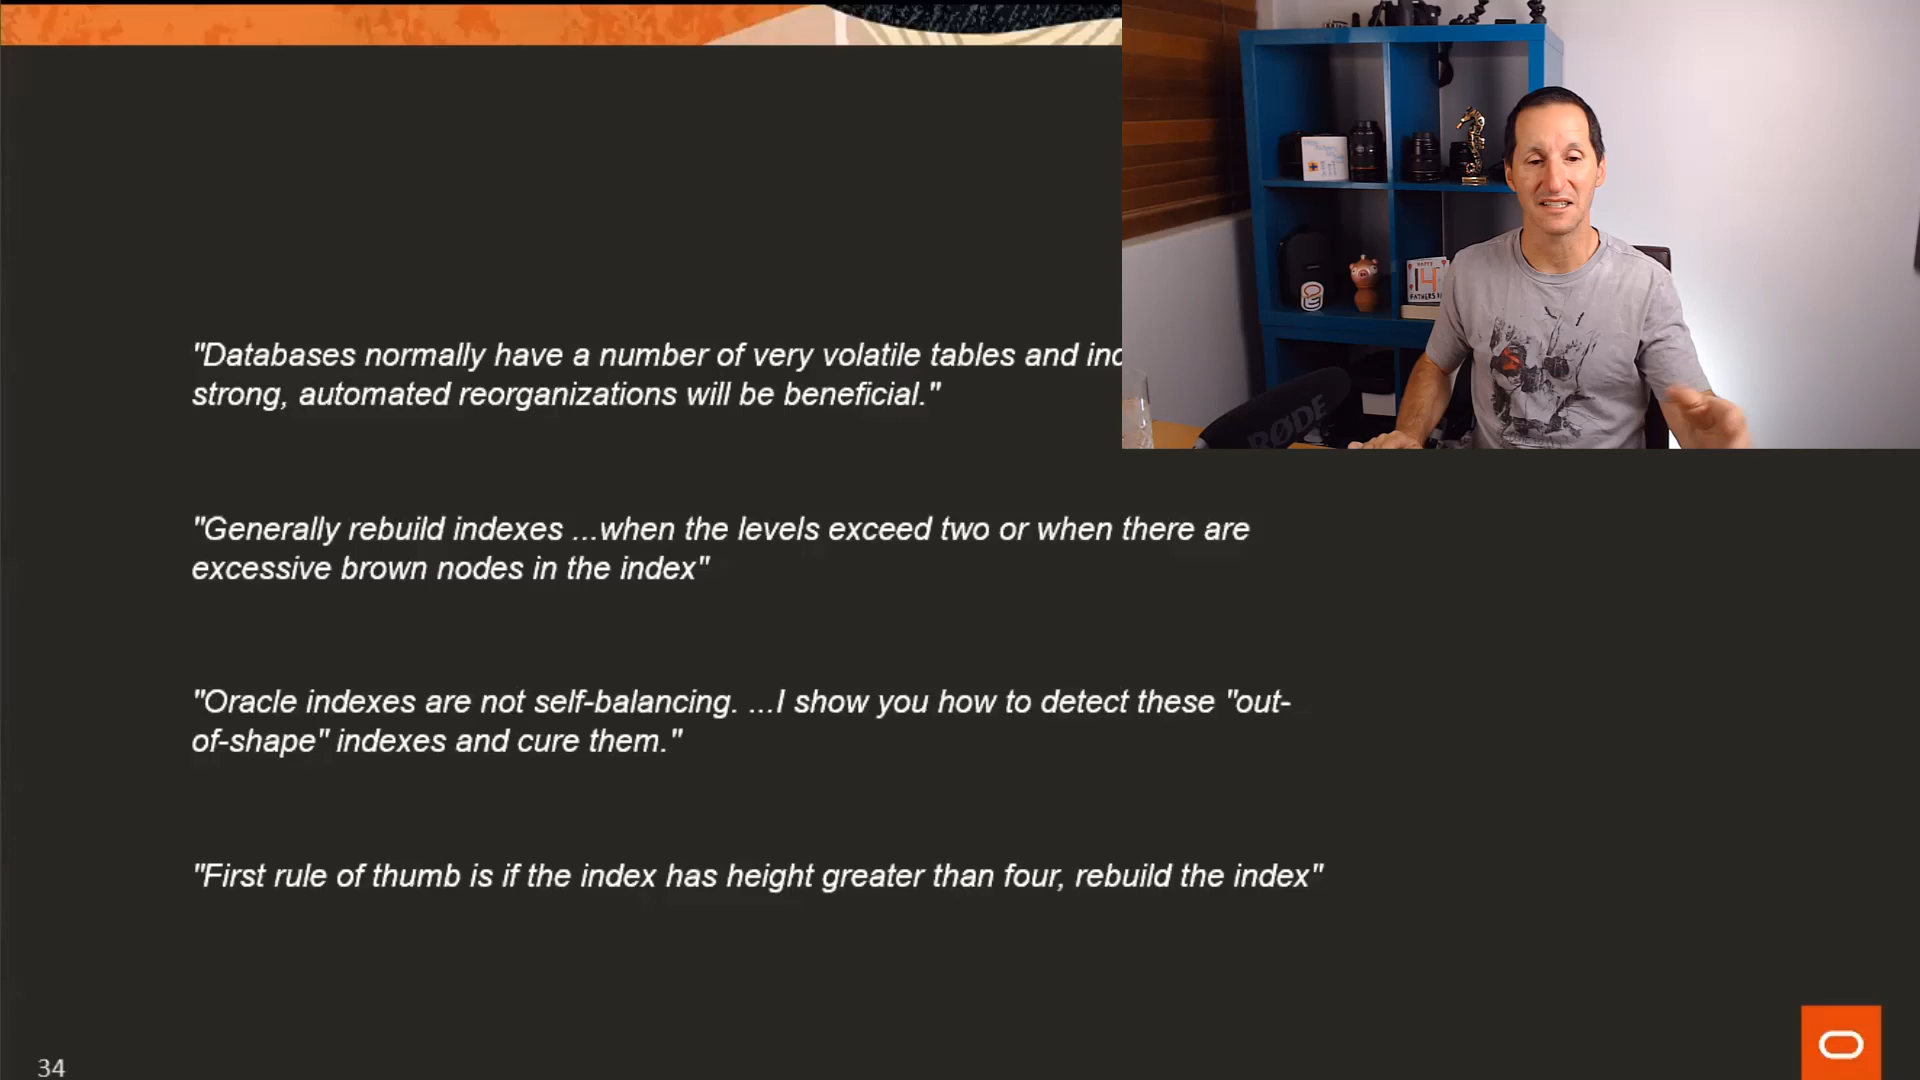 "Databases normally have a number of very volatile tables and
strong, automated reorganizations will be beneficial."
"Generally rebuild indexes ...when the levels exceed two or when there are
excessive brown nodes in the index"
"Oracle indexes are not self-balancing. ...I show you how to detect these "out-
of-shape" indexes and cure them."
"First rule of thumb is if the index has height greater than four, rebuild the index"
34
RØDE
14
FATHERS